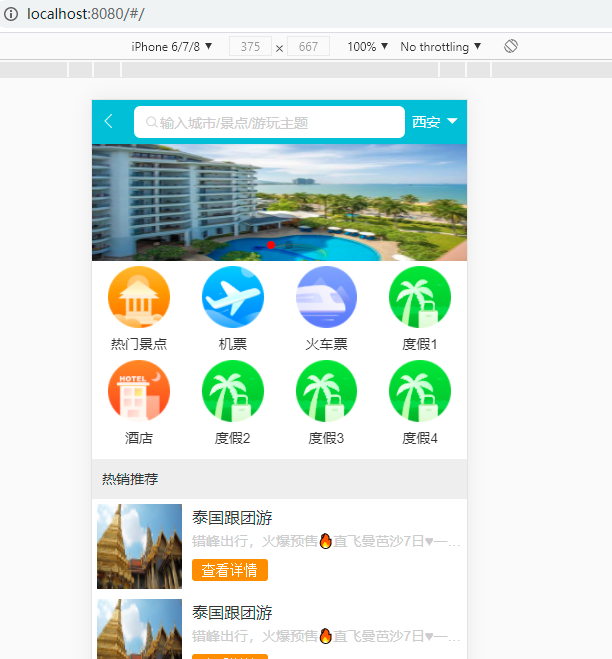 localhost:8080/#/
iPhone 6/7/8 ▼ 375 × 667 100% ▼ No throttling ▼
输入城市/景点/游玩主题 西安
热门景点 机票 火车票 度假1
HOTEL
酒店 度假2 度假3 度假4
热销推荐
泰国跟团游
错峰出行，火爆预售🔥直飞曼芭沙7日♥一...
查看详情
泰国跟团游
错峰出行，火爆预售🔥直飞曼芭沙7日♥一...